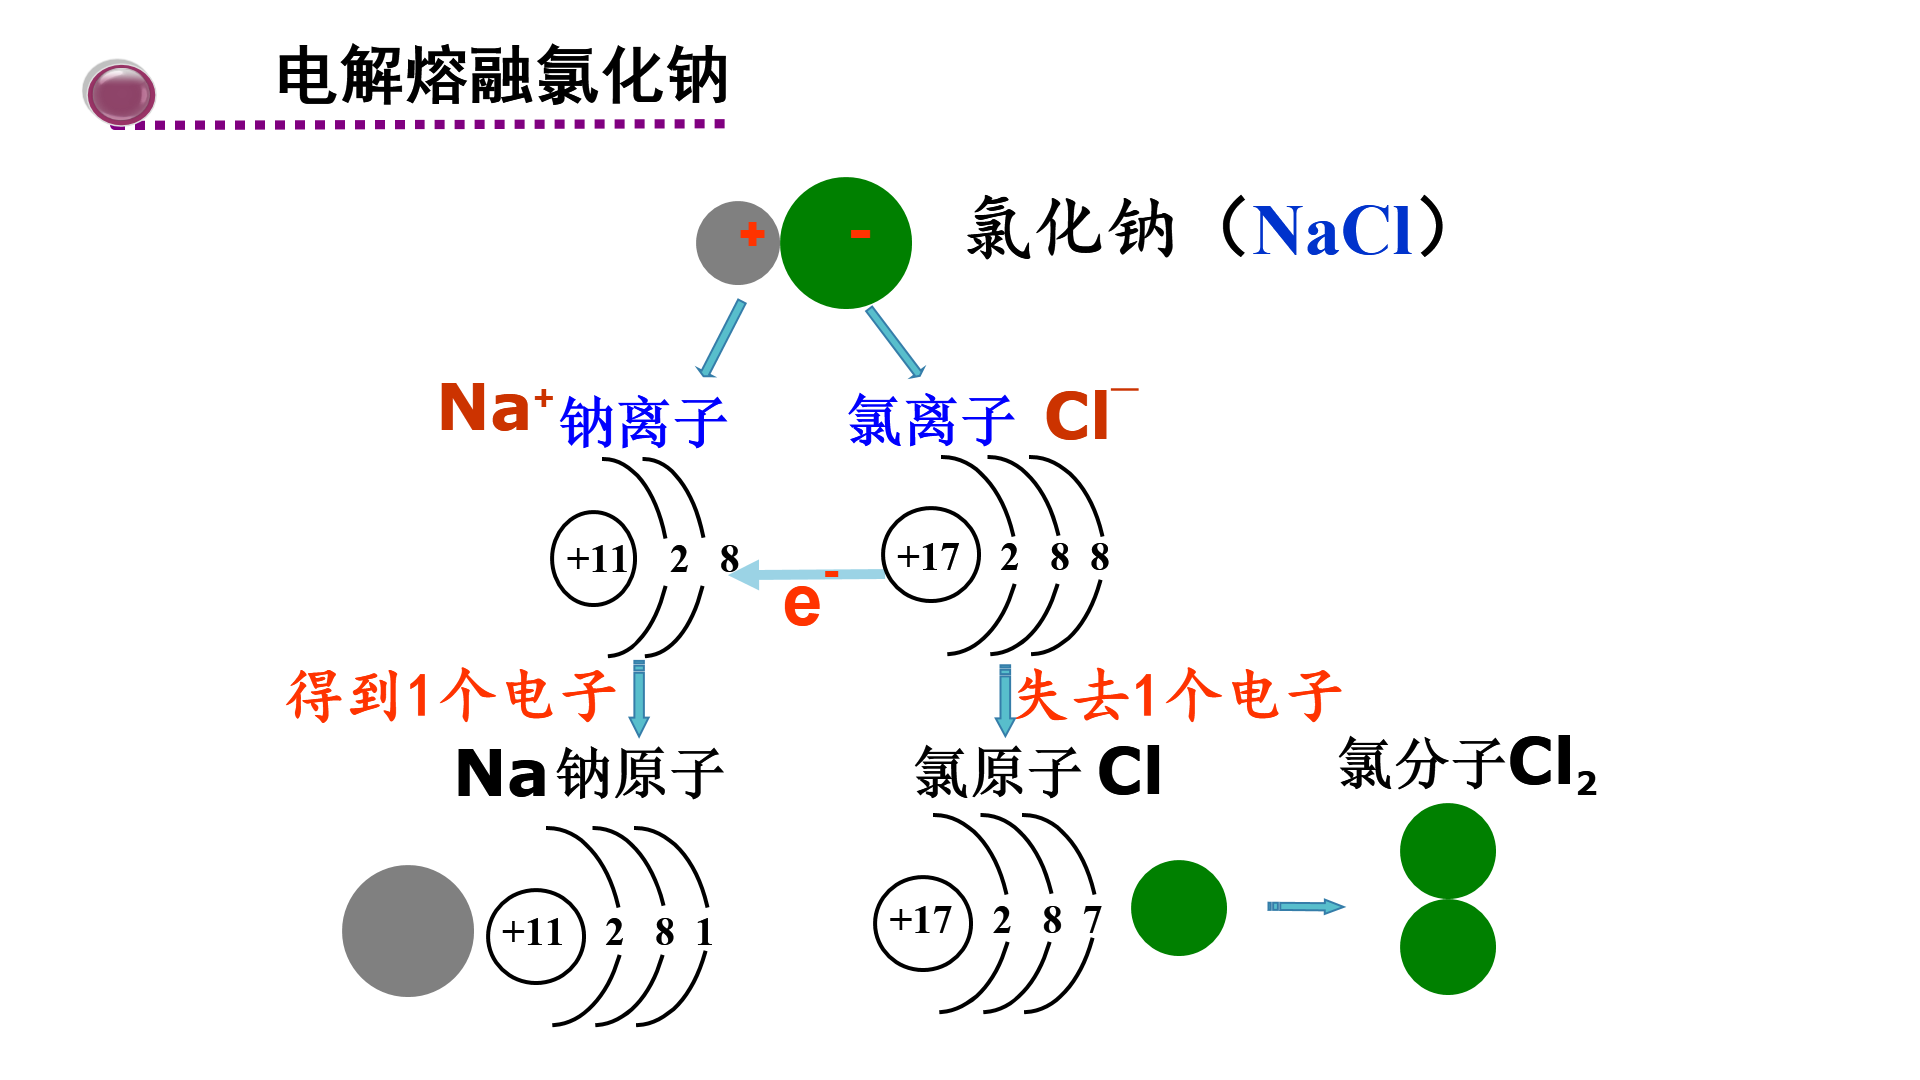 电解熔融氯化钠
+ -
氯化钠（NaCl）
Na⁺ 钠离子
氯离子 Cl⁻
+11 2 8
+17 2 8 8
e⁻
得到1个电子
失去1个电子
Na 钠原子
氯原子 Cl
氯分子Cl₂
+11 2 8 1
+17 2 8 7